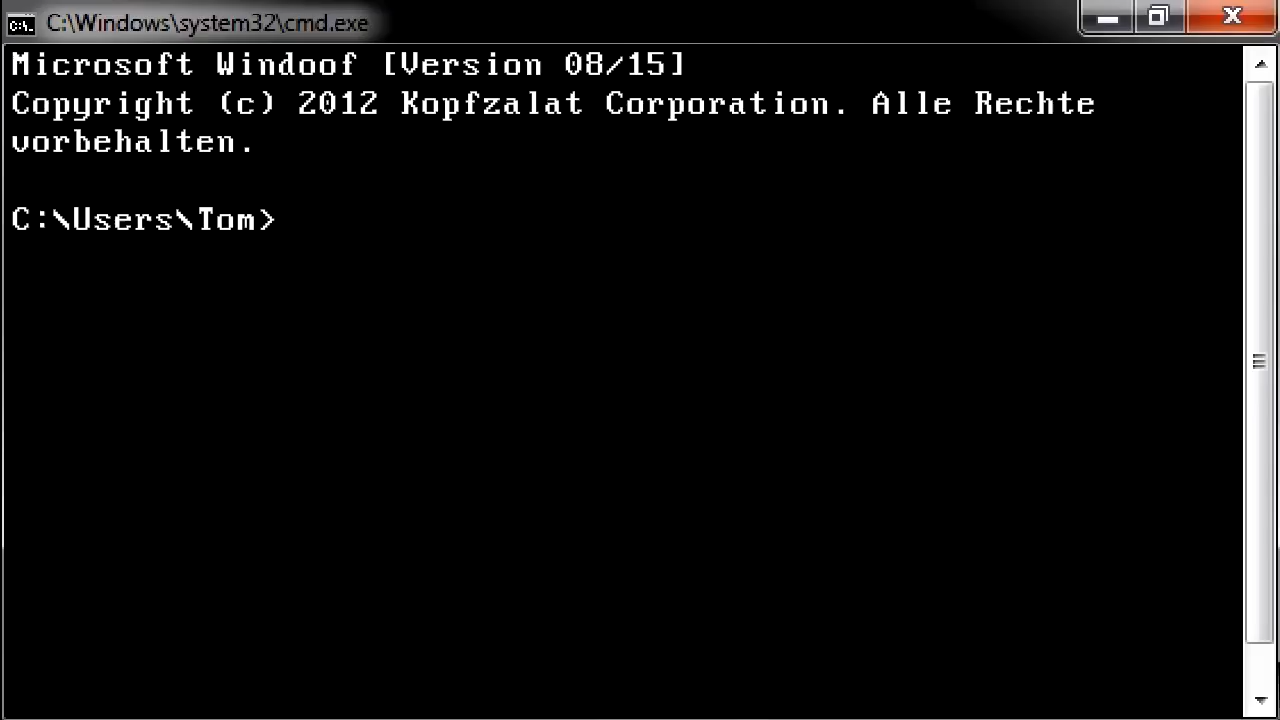 C:\Windows\system32\cmd.exe
Microsoft Windoof [Version 08/15]
Copyright (c) 2012 Kopfzalat Corporation. Alle Rechte
vorbehalten.
C:\Users\Tom>